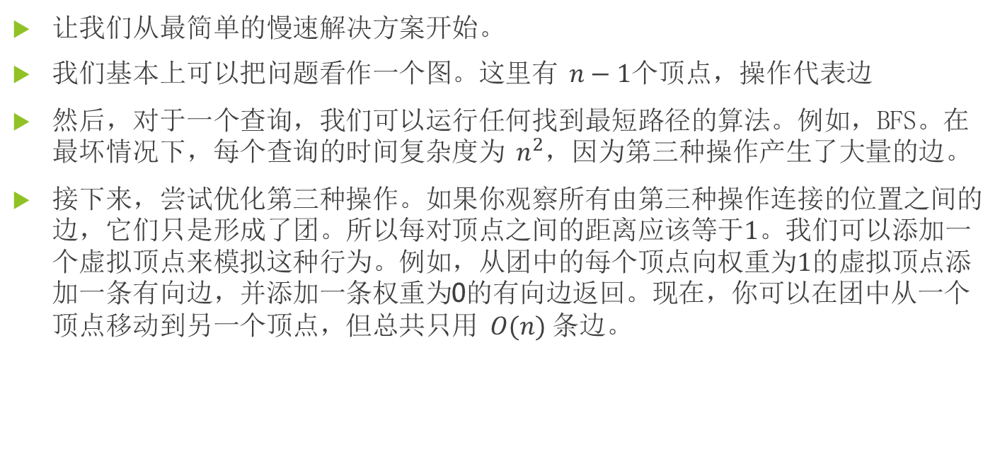 让我们从最简单的慢速解决方案开始。
我们基本上可以把问题看作一个图。这里有 n − 1个顶点，操作代表边
然后，对于一个查询，我们可以运行任何找到最短路径的算法。例如，BFS。在
最坏情况下，每个查询的时间复杂度为 n²，因为第三种操作产生了大量的边。
接下来，尝试优化第三种操作。如果你观察所有由第三种操作连接的位置之间的
边，它们只是形成了团。所以每对顶点之间的距离应该等于1。我们可以添加一
个虚拟顶点来模拟这种行为。例如，从团中的每个顶点向权重为1的虚拟顶点添
加一条有向边，并添加一条权重为0的有向边返回。现在，你可以在团中从一个
顶点移动到另一个顶点，但总共只用 O(n) 条边。